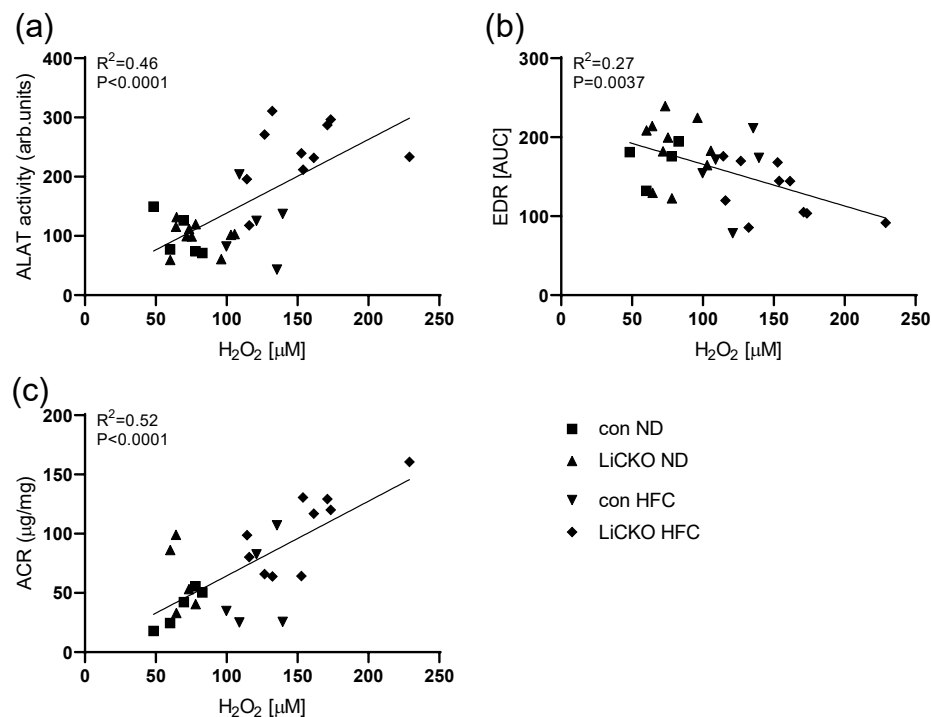 (a)
R²=0.46
P<0.0001
ALAT activity (arb.units)
400
300
200
100
0
0 50 100 150 200 250
H₂O₂ [µM]
(b)
R²=0.27
P=0.0037
EDR [AUC]
300
200
100
0
0 50 100 150 200 250
H₂O₂ [µM]
(c)
R²=0.52
P<0.0001
ACR (µg/mg)
200
150
100
50
0
0 50 100 150 200 250
H₂O₂ [µM]
con ND
LiCKO ND
con HFC
LiCKO HFC